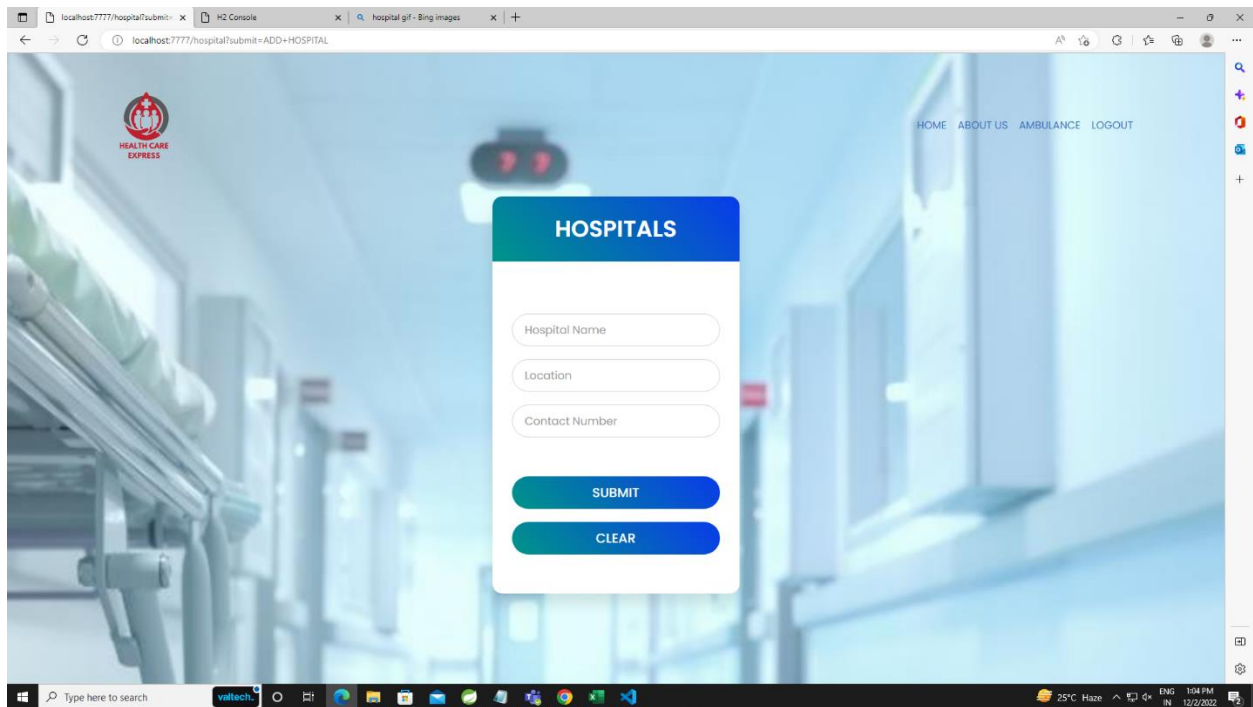 localhost:7777/hospital?submit=
H2 Console
hospital gif - Bing images
localhost:7777/hospital?submit=ADD+HOSPITAL
HEALTH CARE
EXPRESS
HOME ABOUT US AMBULANCE LOGOUT
HOSPITALS
Hospital Name
Location
Contact Number
SUBMIT
CLEAR
Type here to search
valtech.
25°C Haze
ENG
IN
1:04 PM
12/2/2022
2